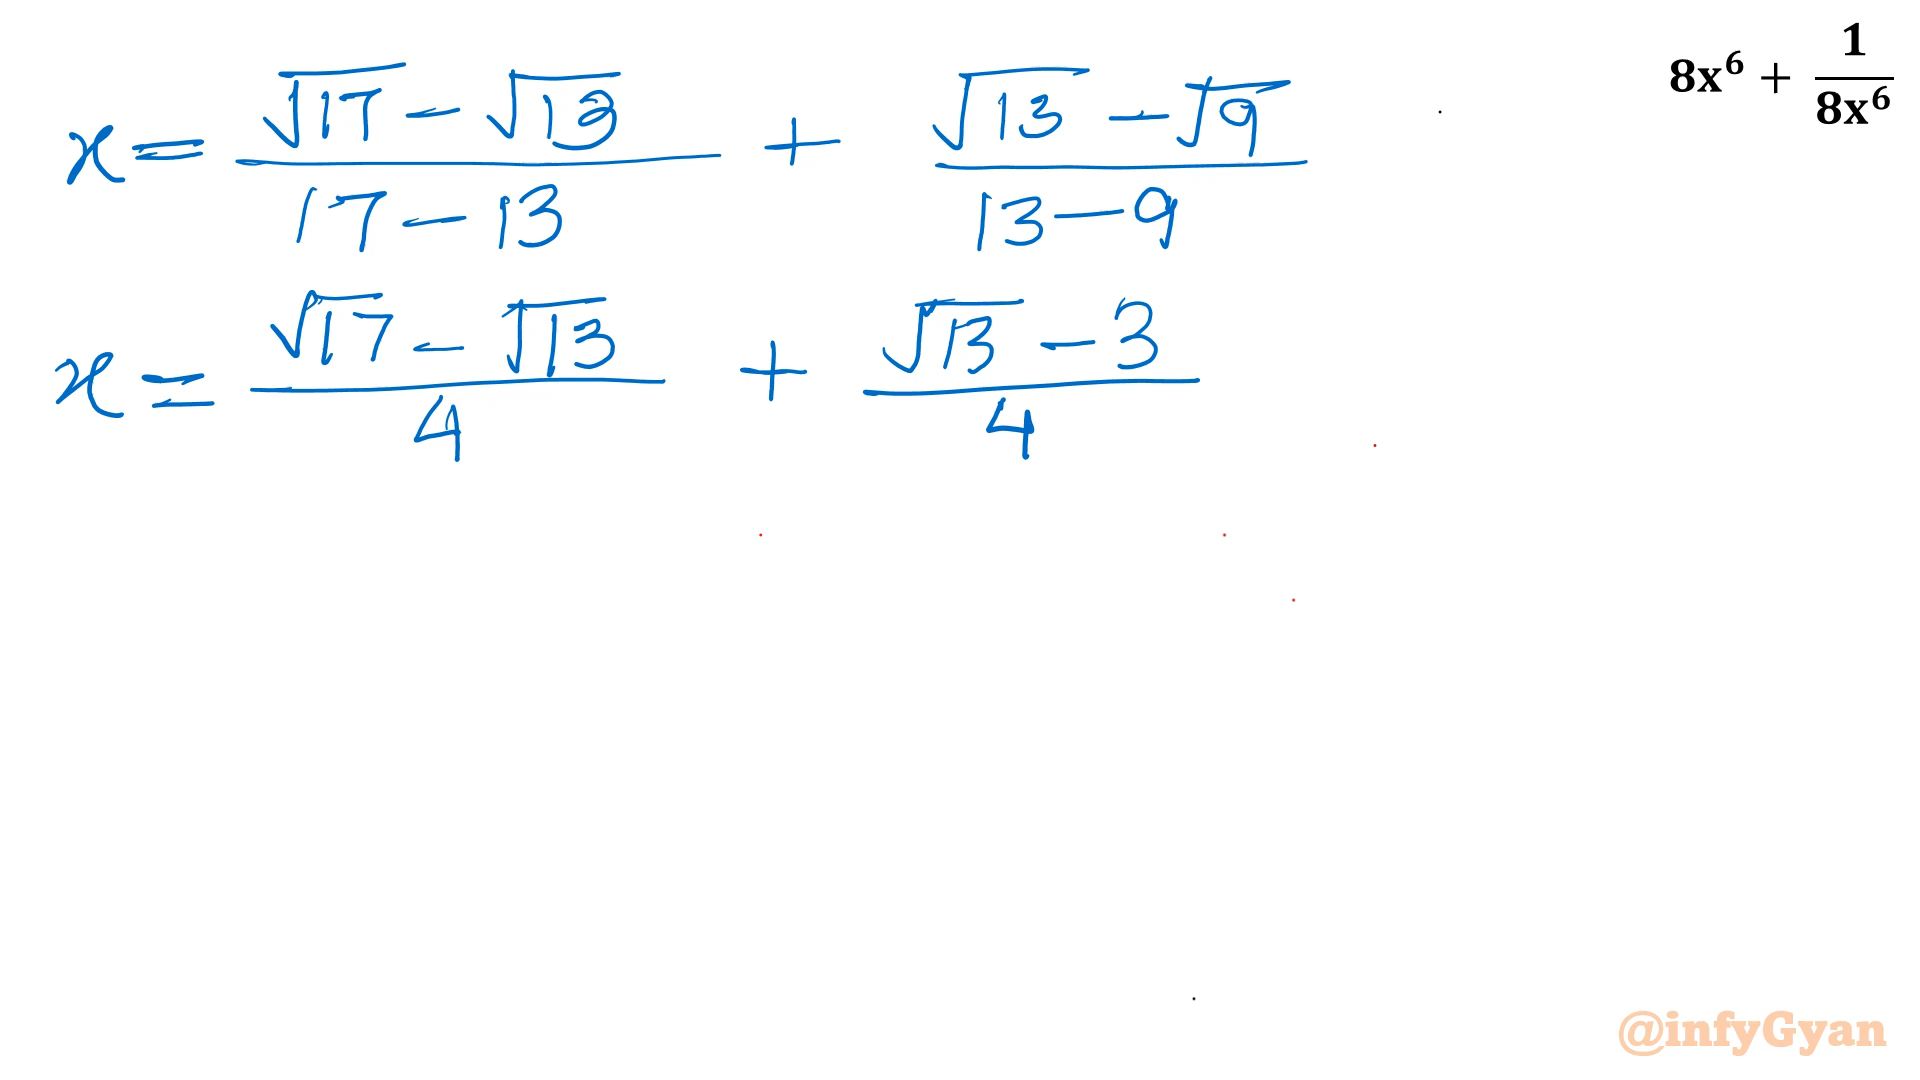 x = (√17 − √13)/(17 − 13) + (√13 − √9)/(13 − 9)
8x⁶ + 1/(8x⁶)
x = (√17 − √13)/4 + (√13 − 3)/4
@infyGyan